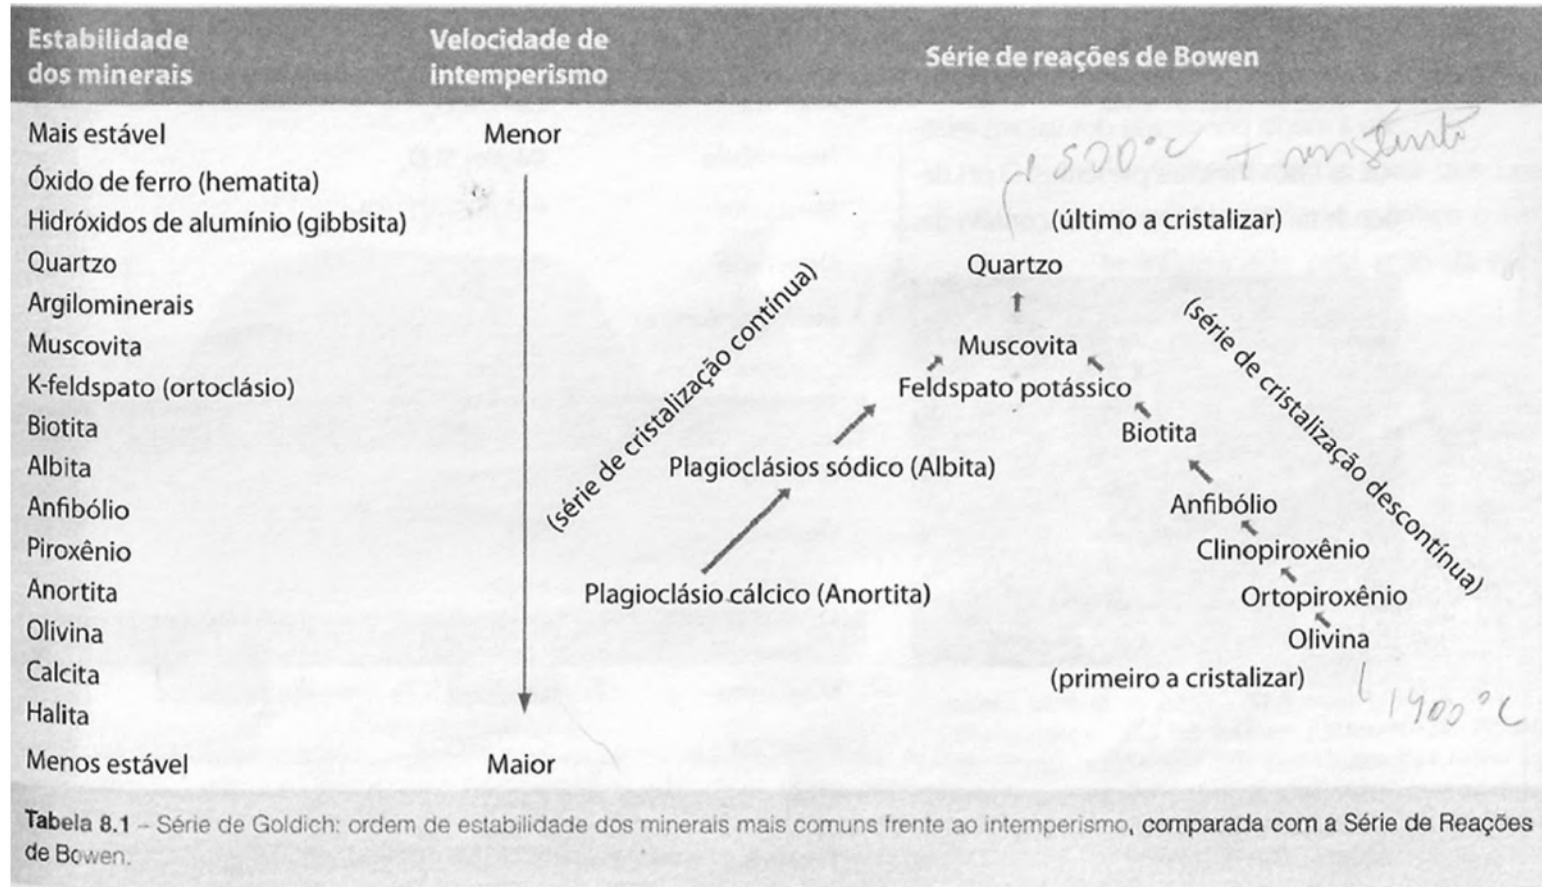 Estabilidade
dos minerais
Velocidade de
intemperismo
Série de reações de Bowen
Mais estável
Óxido de ferro (hematita)
Hidróxidos de alumínio (gibbsita)
Quartzo
Argilominerais
Muscovita
K-feldspato (ortoclásio)
Biotita
Albita
Anfibólio
Piroxênio
Anortita
Olivina
Calcita
Halita
Menos estável
Menor
Maior
500°C + resistente
(último a cristalizar)
Quartzo
Muscovita
Feldspato potássico
(série de cristalização contínua)
Plagioclásios sódico (Albita)
Plagioclásio cálcico (Anortita)
(série de cristalização descontínua)
Biotita
Anfibólio
Clinopiroxênio
Ortopiroxênio
Olivina
(primeiro a cristalizar)
1400°C
Tabela 8.1 – Série de Goldich: ordem de estabilidade dos minerais mais comuns frente ao intemperismo, comparada com a Série de Reações
de Bowen.